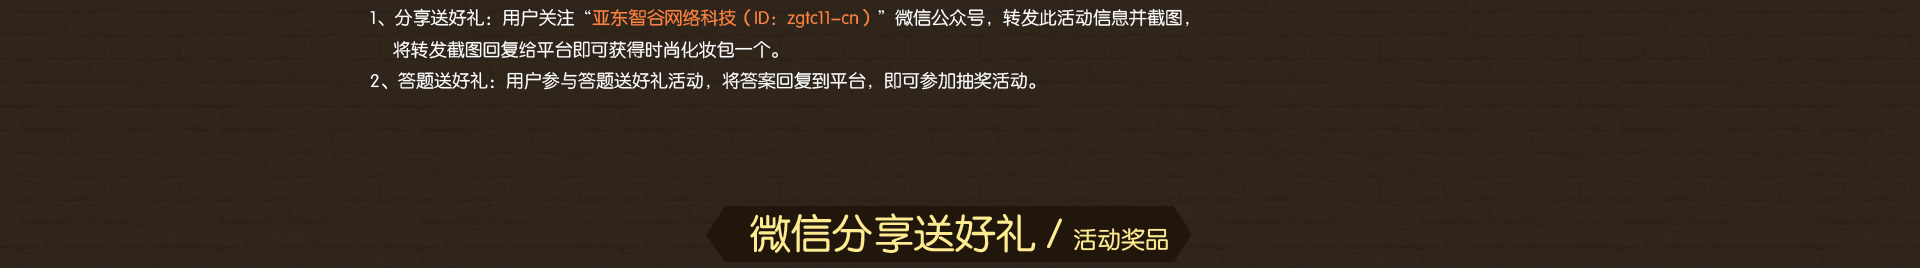 1、分享送好礼：用户关注“亚东智谷网络科技（ID：zgtc11-cn）”微信公众号，转发此活动信息并截图，
将转发截图回复给平台即可获得时尚化妆包一个。
2、答题送好礼：用户参与答题送好礼活动，将答案回复到平台，即可参加抽奖活动。
微信分享送好礼 / 活动奖品